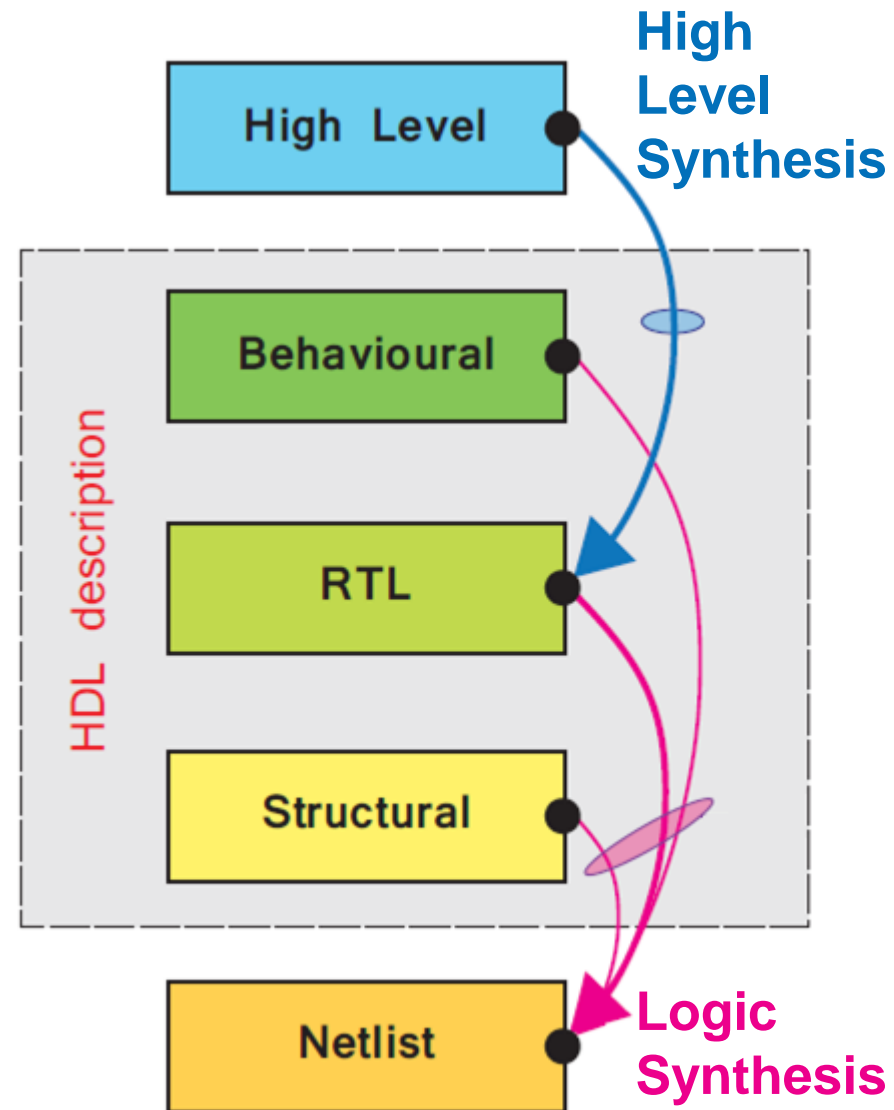 High
Level
Synthesis
High Level
Behavioural
HDL description
RTL
Structural
Netlist
Logic
Synthesis